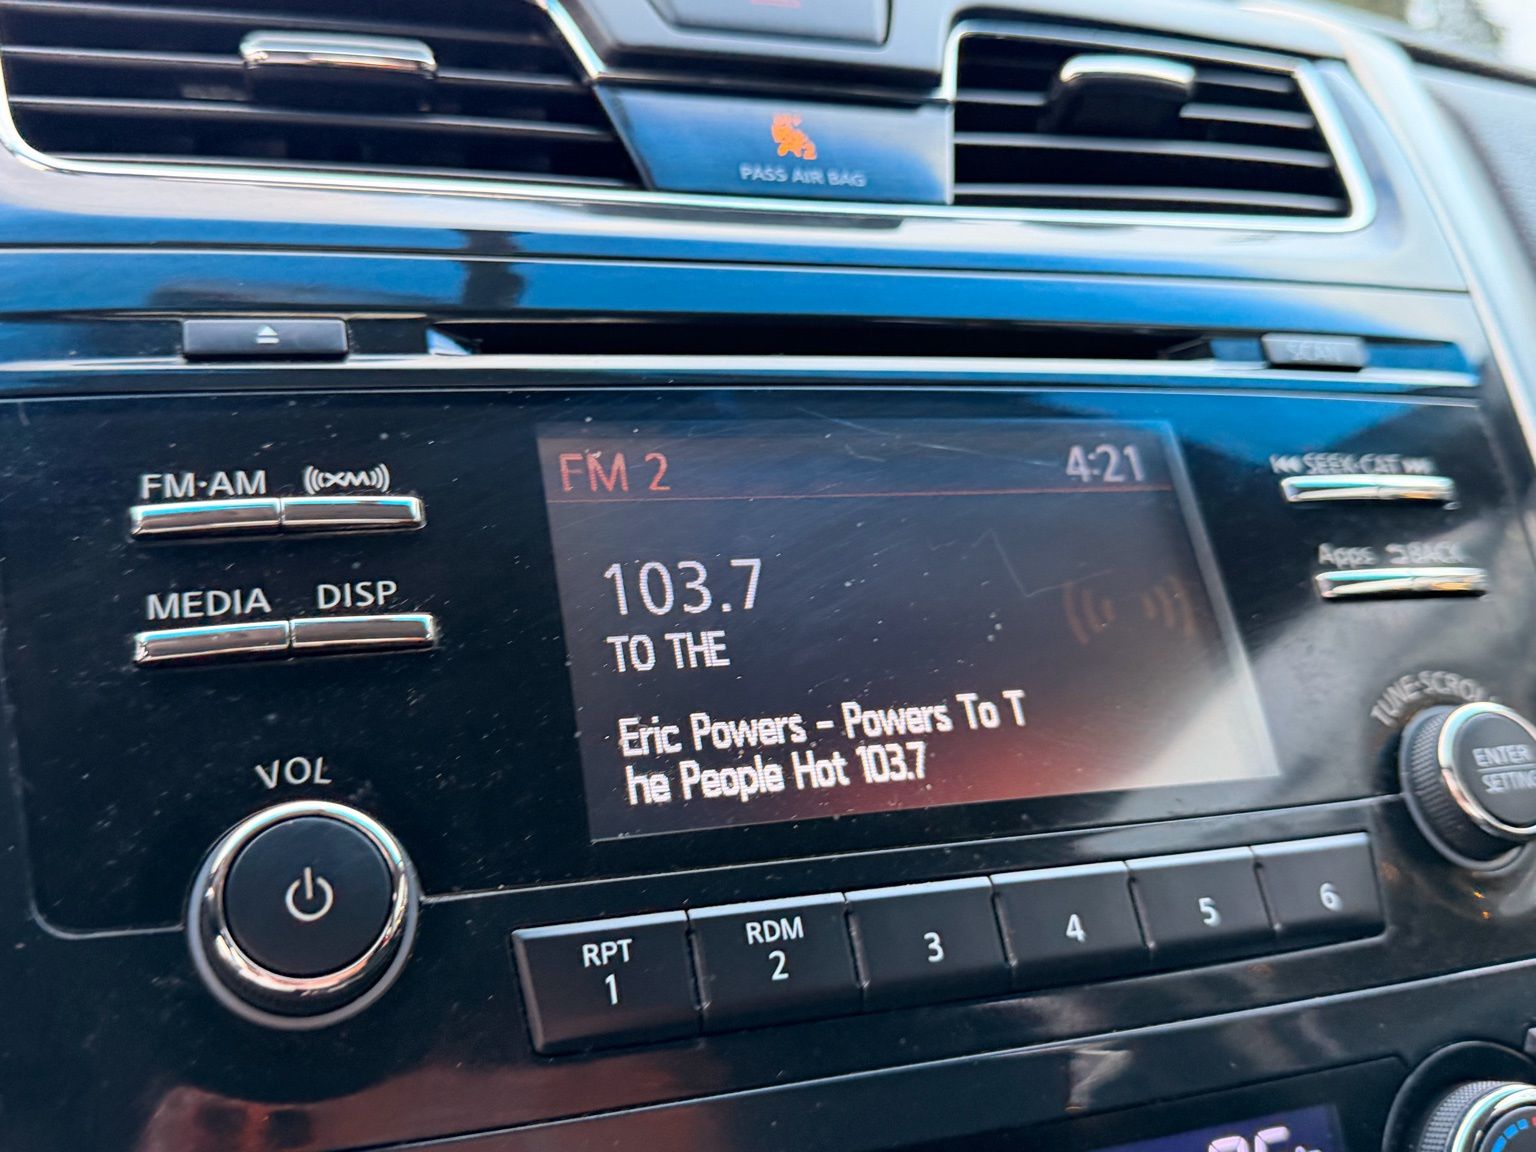 PASS AIR BAG
SCAN
FM·AM
((XM))
FM 2
4:21
SEEK·CAT
103.7
Apps
BACK
MEDIA
DISP
TO THE
TUNE·SCROLL
Eric Powers - Powers To T
he People Hot 103.7
ENTER
VOL
RPT
1
RDM
2
3
4
5
6